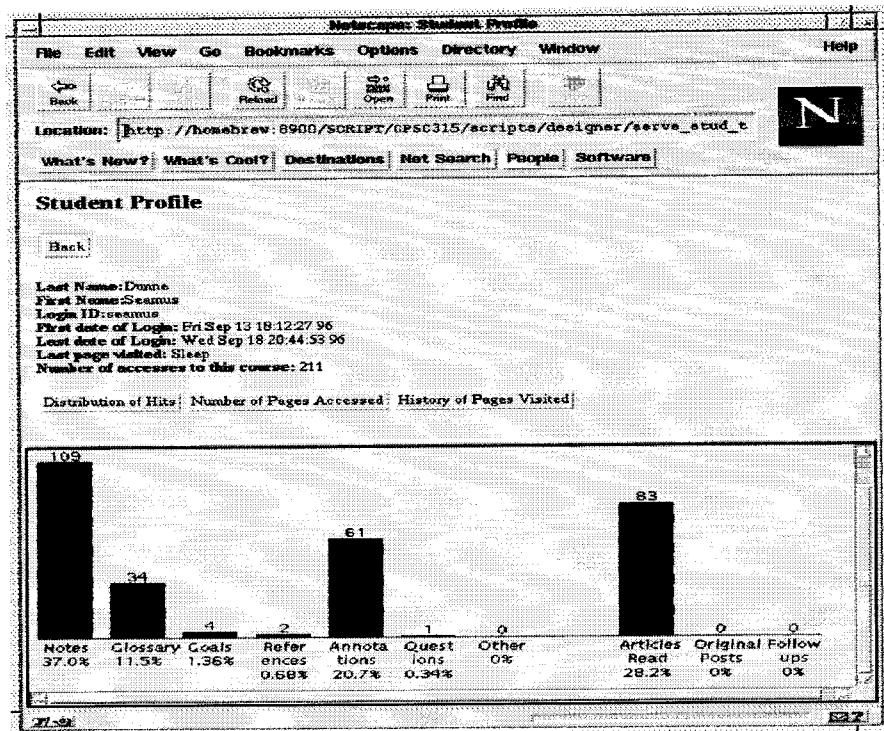 Netscape: Student Profile
File Edit View Go Bookmarks Options Directory Window Help
Back Reload Open Print Find
N
Location: http://homebrew:8900/SCRIPT/CPSC315/scripts/designer/serve_stud_t
What's New? What's Cool? Destinations Net Search People Software
Student Profile
Back
Last Name:Dunne
First Name:Seamus
Login ID:seamus
First date of Login: Fri Sep 13 18:12:27 96
Last date of Login: Wed Sep 18 20:44:53 96
Last page visited: Sleep
Number of accesses to this course: 211
Distribution of Hits Number of Pages Accessed History of Pages Visited
109 34 4 2 61 1 0 83 0 0
Notes Glossary Goals Refer Annota Quest Other Articles Original Follow
37.0% 11.5% 1.36% ences tions ions 0% Read Posts ups
0.68% 20.7% 0.34% 28.2% 0% 0%